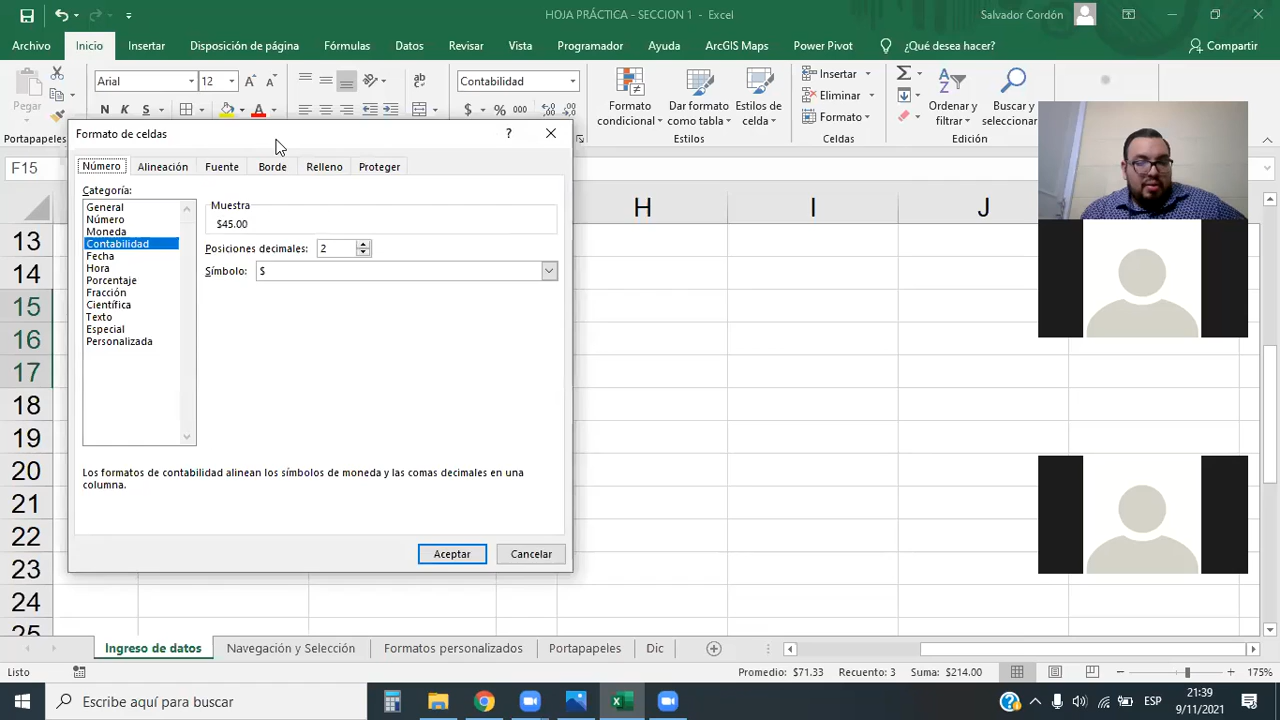 HOJA PRÁCTICA - SECCION 1 - Excel
Salvador Cordón
Archivo Inicio Insertar Disposición de página Fórmulas Datos Revisar Vista Programador Ayuda ArcGIS Maps Power Pivot ¿Qué desea hacer? Compartir
Pegar
Portapapeles
Arial 12
N K S
Contabilidad
$ % 000
Formato condicional
Dar formato como tabla
Estilos de celda
Estilos
Insertar
Eliminar
Formato
Celdas
Ordenar y filtrar
Buscar y seleccionar
Edición
F15
Formato de celdas
?
Número Alineación Fuente Borde Relleno Proteger
Categoría:
General
Número
Moneda
Contabilidad
Fecha
Hora
Porcentaje
Fracción
Científica
Texto
Especial
Personalizada
Muestra
$45.00
Posiciones decimales: 2
Símbolo: $
Los formatos de contabilidad alinean los símbolos de moneda y las comas decimales en una
columna.
Aceptar Cancelar
H I J
13
14
15
16
17
18
19
20
21
22
23
24
25
Ingreso de datos Navegación y Selección Formatos personalizados Portapapeles Dic
Listo
Promedio: $71.33 Recuento: 3 Suma: $214.00 175%
Escribe aquí para buscar
ESP
21:39
9/11/2021